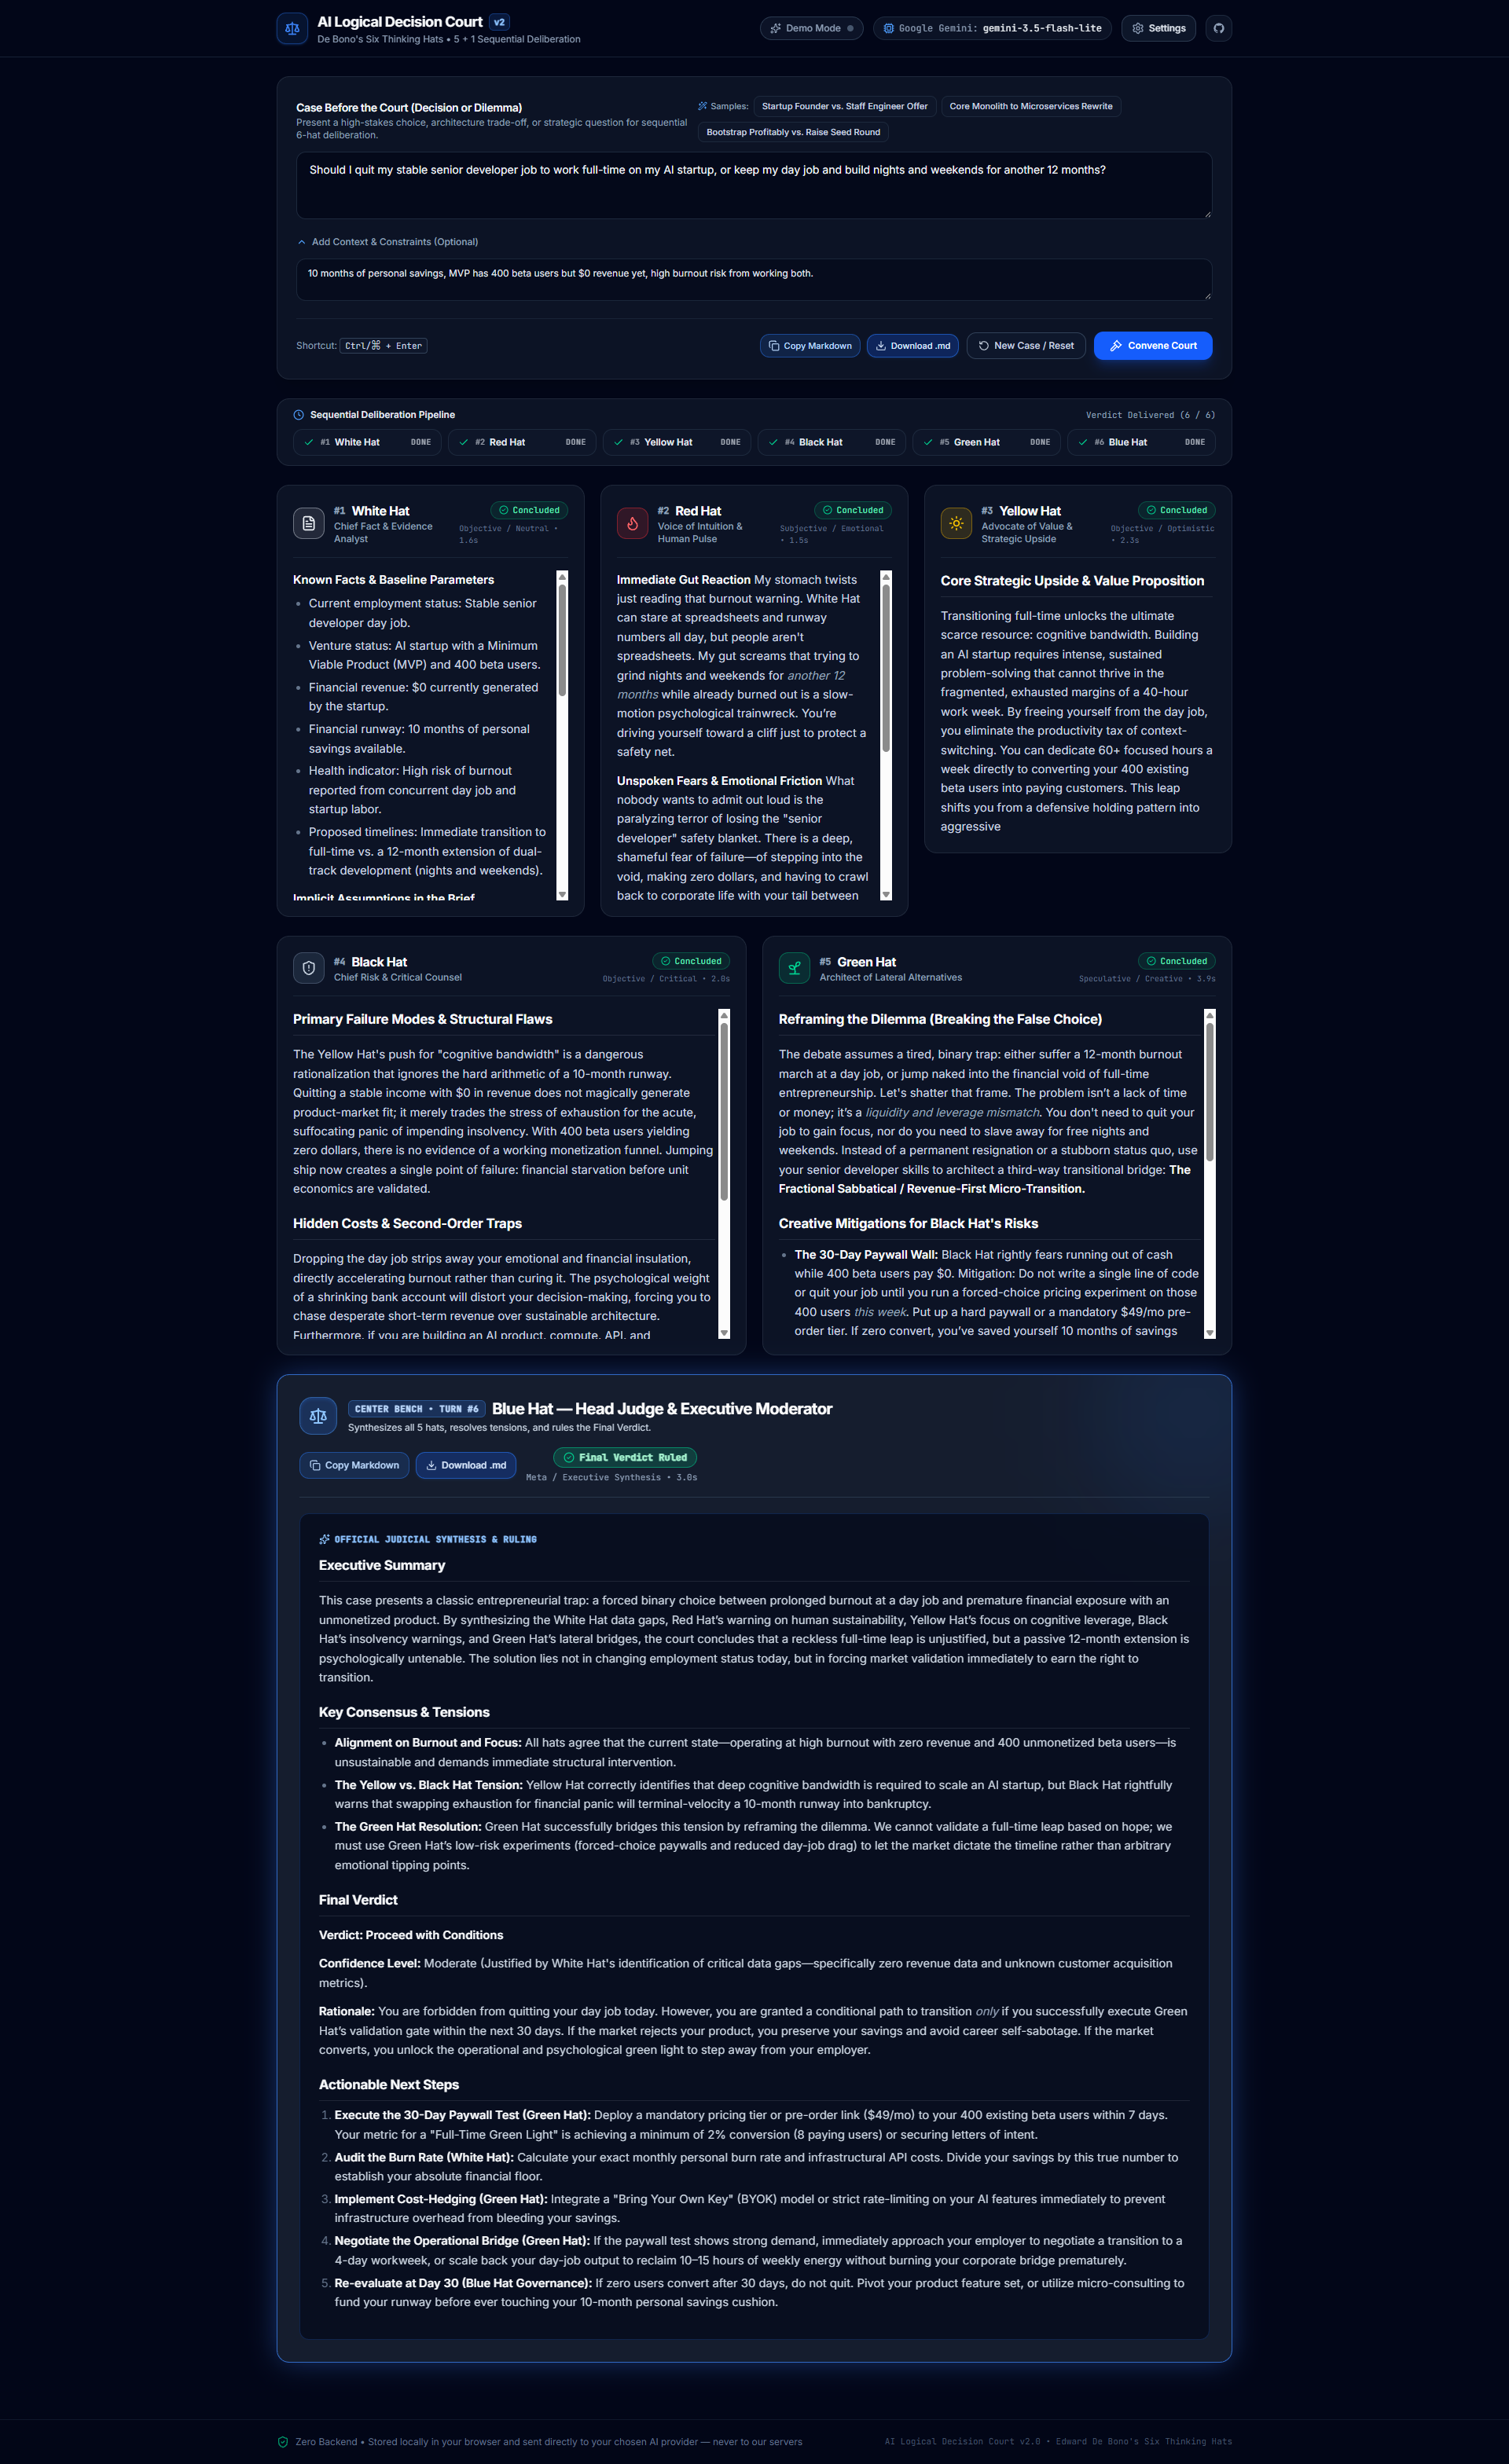 AI Logical Decision Court v2
De Bono's Six Thinking Hats • 5 + 1 Sequential Deliberation
Demo Mode
Google Gemini: gemini-3.5-flash-lite
Settings
Case Before the Court (Decision or Dilemma)
Present a high-stakes choice, architecture trade-off, or strategic question for sequential
6-hat deliberation.
Samples:
Startup Founder vs. Staff Engineer Offer
Core Monolith to Microservices Rewrite
Bootstrap Profitably vs. Raise Seed Round
Should I quit my stable senior developer job to work full-time on my AI startup, or keep my day job and build nights and weekends for another 12 months?
Add Context & Constraints (Optional)
10 months of personal savings, MVP has 400 beta users but $0 revenue yet, high burnout risk from working both.
Shortcut: Ctrl/⌘ + Enter
Copy Markdown
Download .md
New Case / Reset
Convene Court
Sequential Deliberation Pipeline
Verdict Delivered (6 / 6)
#1 White Hat DONE
#2 Red Hat DONE
#3 Yellow Hat DONE
#4 Black Hat DONE
#5 Green Hat DONE
#6 Blue Hat DONE
#1 White Hat
Chief Fact & Evidence
Analyst
Concluded
Objective / Neutral •
1.6s
Known Facts & Baseline Parameters
• Current employment status: Stable senior
developer day job.
• Venture status: AI startup with a Minimum
Viable Product (MVP) and 400 beta users.
• Financial revenue: $0 currently generated
by the startup.
• Financial runway: 10 months of personal
savings available.
• Health indicator: High risk of burnout
reported from concurrent day job and
startup labor.
• Proposed timelines: Immediate transition to
full-time vs. a 12-month extension of dual-
track development (nights and weekends).
Implicit Assumptions in the Brief
#2 Red Hat
Voice of Intuition &
Human Pulse
Concluded
Subjective / Emotional
• 1.5s
Immediate Gut Reaction My stomach twists
just reading that burnout warning. White Hat
can stare at spreadsheets and runway
numbers all day, but people aren't
spreadsheets. My gut screams that trying to
grind nights and weekends for another 12
months while already burned out is a slow-
motion psychological trainwreck. You're
driving yourself toward a cliff just to protect a
safety net.
Unspoken Fears & Emotional Friction What
nobody wants to admit out loud is the
paralyzing terror of losing the "senior
developer" safety blanket. There is a deep,
shameful fear of failure—of stepping into the
void, making zero dollars, and having to crawl
back to corporate life with your tail between
#3 Yellow Hat
Advocate of Value &
Strategic Upside
Concluded
Objective / Optimistic
• 2.3s
Core Strategic Upside & Value Proposition
Transitioning full-time unlocks the ultimate
scarce resource: cognitive bandwidth. Building
an AI startup requires intense, sustained
problem-solving that cannot thrive in the
fragmented, exhausted margins of a 40-hour
work week. By freeing yourself from the day job,
you eliminate the productivity tax of context-
switching. You can dedicate 60+ focused hours a
week directly to converting your 400 existing
beta users into paying customers. This leap
shifts you from a defensive holding pattern into
aggressive
#4 Black Hat
Chief Risk & Critical Counsel
Concluded
Objective / Critical • 2.0s
Primary Failure Modes & Structural Flaws
The Yellow Hat's push for "cognitive bandwidth" is a dangerous
rationalization that ignores the hard arithmetic of a 10-month runway.
Quitting a stable income with $0 in revenue does not magically generate
product-market fit; it merely trades the stress of exhaustion for the acute,
suffocating panic of impending insolvency. With 400 beta users yielding
zero dollars, there is no evidence of a working monetization funnel. Jumping
ship now creates a single point of failure: financial starvation before unit
economics are validated.
Hidden Costs & Second-Order Traps
Dropping the day job strips away your emotional and financial insulation,
directly accelerating burnout rather than curing it. The psychological weight
of a shrinking bank account will distort your decision-making, forcing you to
chase desperate short-term revenue over sustainable architecture.
Furthermore, if you are building an AI product, compute, API, and
#5 Green Hat
Architect of Lateral Alternatives
Concluded
Speculative / Creative • 3.9s
Reframing the Dilemma (Breaking the False Choice)
The debate assumes a tired, binary trap: either suffer a 12-month burnout
march at a day job, or jump naked into the financial void of full-time
entrepreneurship. Let's shatter that frame. The problem isn't a lack of time
or money; it's a liquidity and leverage mismatch. You don't need to quit your
job to gain focus, nor do you need to slave away for free nights and
weekends. Instead of a permanent resignation or a stubborn status quo, use
your senior developer skills to architect a third-way transitional bridge: The
Fractional Sabbatical / Revenue-First Micro-Transition.
Creative Mitigations for Black Hat's Risks
• The 30-Day Paywall Wall: Black Hat rightly fears running out of cash
while 400 beta users pay $0. Mitigation: Do not write a single line of code
or quit your job until you run a forced-choice pricing experiment on those
400 users this week. Put up a hard paywall or a mandatory $49/mo pre-
order tier. If zero convert, you've saved yourself 10 months of savings
CENTER BENCH • TURN #6 Blue Hat — Head Judge & Executive Moderator
Synthesizes all 5 hats, resolves tensions, and rules the Final Verdict.
Copy Markdown
Download .md
Final Verdict Ruled
Meta / Executive Synthesis • 3.0s
OFFICIAL JUDICIAL SYNTHESIS & RULING
Executive Summary
This case presents a classic entrepreneurial trap: a forced binary choice between prolonged burnout at a day job and premature financial exposure with an
unmonetized product. By synthesizing the White Hat data gaps, Red Hat's warning on human sustainability, Yellow Hat's focus on cognitive leverage, Black
Hat's insolvency warnings, and Green Hat's lateral bridges, the court concludes that a reckless full-time leap is unjustified, but a passive 12-month extension is
psychologically untenable. The solution lies not in changing employment status today, but in forcing market validation immediately to earn the right to
transition.
Key Consensus & Tensions
• Alignment on Burnout and Focus: All hats agree that the current state—operating at high burnout with zero revenue and 400 unmonetized beta users—is
unsustainable and demands immediate structural intervention.
• The Yellow vs. Black Hat Tension: Yellow Hat correctly identifies that deep cognitive bandwidth is required to scale an AI startup, but Black Hat rightfully
warns that swapping exhaustion for financial panic will terminal-velocity a 10-month runway into bankruptcy.
• The Green Hat Resolution: Green Hat successfully bridges this tension by reframing the dilemma. We cannot validate a full-time leap based on hope; we
must use Green Hat's low-risk experiments (forced-choice paywalls and reduced day-job drag) to let the market dictate the timeline rather than arbitrary
emotional tipping points.
Final Verdict
Verdict: Proceed with Conditions
Confidence Level: Moderate (Justified by White Hat's identification of critical data gaps—specifically zero revenue data and unknown customer acquisition
metrics).
Rationale: You are forbidden from quitting your day job today. However, you are granted a conditional path to transition only if you successfully execute Green
Hat's validation gate within the next 30 days. If the market rejects your product, you preserve your savings and avoid career self-sabotage. If the market
converts, you unlock the operational and psychological green light to step away from your employer.
Actionable Next Steps
1. Execute the 30-Day Paywall Test (Green Hat): Deploy a mandatory pricing tier or pre-order link ($49/mo) to your 400 existing beta users within 7 days.
Your metric for a "Full-Time Green Light" is achieving a minimum of 2% conversion (8 paying users) or securing letters of intent.
2. Audit the Burn Rate (White Hat): Calculate your exact monthly personal burn rate and infrastructural API costs. Divide your savings by this true number to
establish your absolute financial floor.
3. Implement Cost-Hedging (Green Hat): Integrate a "Bring Your Own Key" (BYOK) model or strict rate-limiting on your AI features immediately to prevent
infrastructure overhead from bleeding your savings.
4. Negotiate the Operational Bridge (Green Hat): If the paywall test shows strong demand, immediately approach your employer to negotiate a transition to a
4-day workweek, or scale back your day-job output to reclaim 10–15 hours of weekly energy without burning your corporate bridge prematurely.
5. Re-evaluate at Day 30 (Blue Hat Governance): If zero users convert after 30 days, do not quit. Pivot your product feature set, or utilize micro-consulting to
fund your runway before ever touching your 10-month personal savings cushion.
Zero Backend • Stored locally in your browser and sent directly to your chosen AI provider — never to our servers
AI Logical Decision Court v2.0 • Edward De Bono's Six Thinking Hats